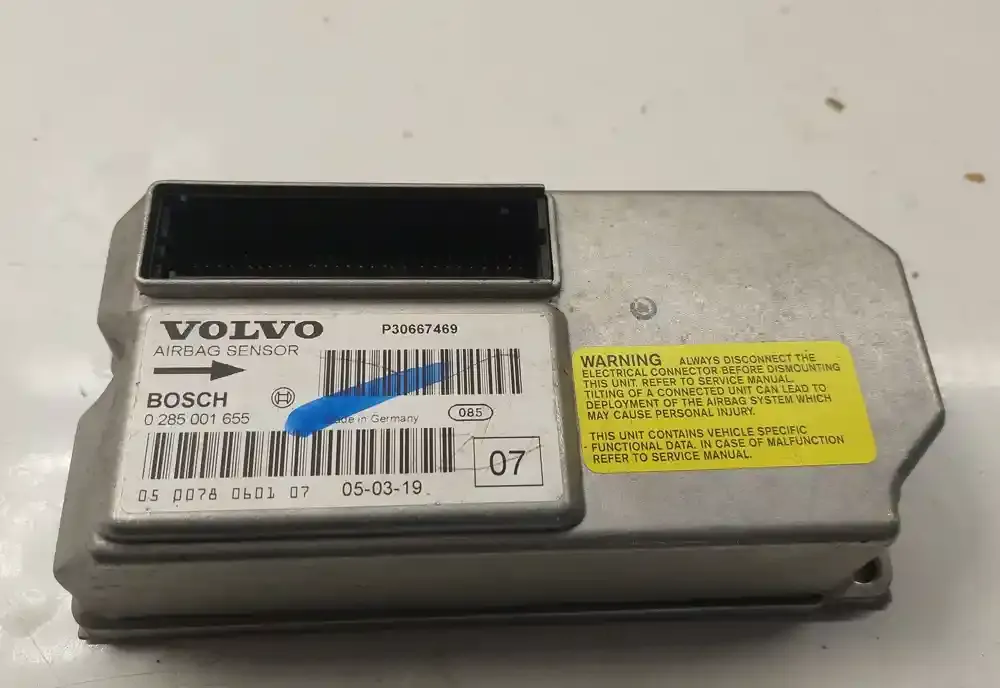 VOLVO P30667469
AIRBAG SENSOR
BOSCH
0 285 001 655 ade in Germany 085
07
05 0078 0601 07 05-03-19
WARNING ALWAYS DISCONNECT THE
ELECTRICAL CONNECTOR BEFORE DISMOUNTING
THIS UNIT. REFER TO SERVICE MANUAL.
TILTING OF A CONNECTED UNIT CAN LEAD TO
DEPLOYMENT OF THE AIRBAG SYSTEM WHICH
MAY CAUSE PERSONAL INJURY.
THIS UNIT CONTAINS VEHICLE SPECIFIC
FUNCTIONAL DATA. IN CASE OF MALFUNCTION
REFER TO SERVICE MANUAL.